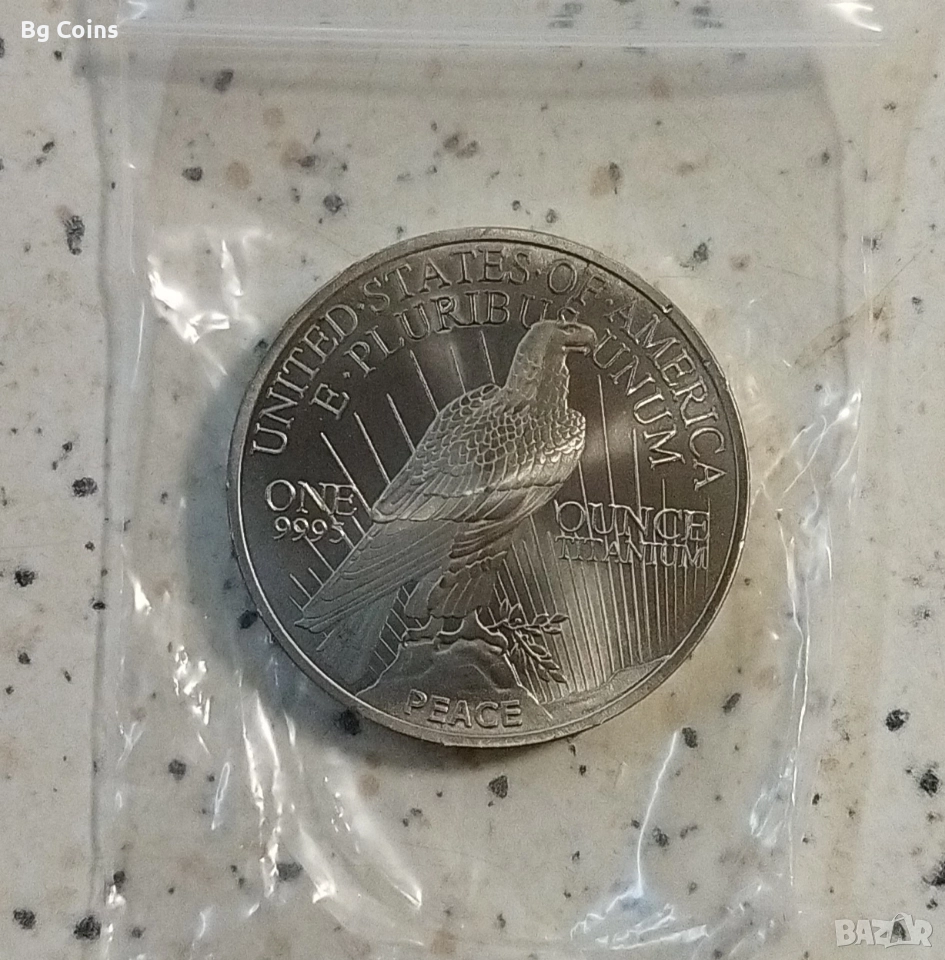 Bg Coins
UNITED·STATES·OF·AMERICA
E·PLURIBUS UNUM
ONE OUNCE
9995 TITANIUM
PEACE
BAZAR